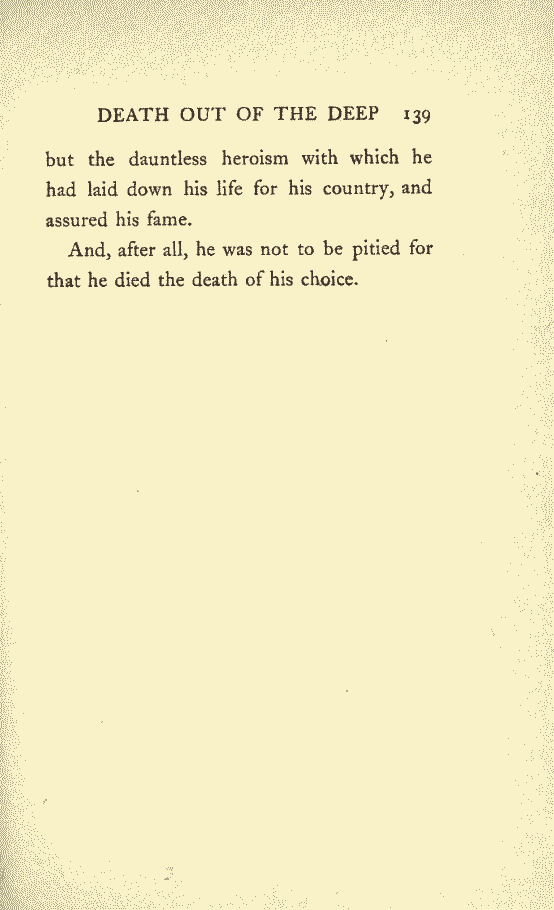 DEATH OUT OF THE DEEP 139
but the dauntless heroism with which he
had laid down his life for his country, and
assured his fame.
And, after all, he was not to be pitied for
that he died the death of his choice.